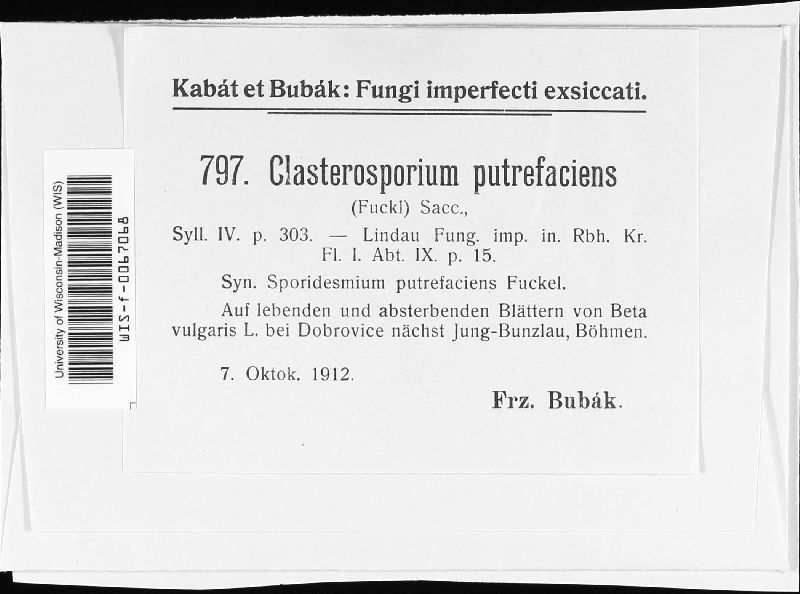 Kabát et Bubák: Fungi imperfecti exsiccati.
797. Clasterosporium putrefaciens
(Fuckl) Sacc.,
Syll. IV. p. 303. — Lindau Fung. imp. in. Rbh. Kr.
Fl. I. Abt. IX. p. 15.
Syn. Sporidesmium putrefaciens Fuckel.
Auf lebenden und absterbenden Blättern von Beta
vulgaris L. bei Dobrovice nächst Jung-Bunzlau, Böhmen.
7. Oktok. 1912.
Frz. Bubák.
University of Wisconsin-Madison (WIS)
WIS-f-0067068